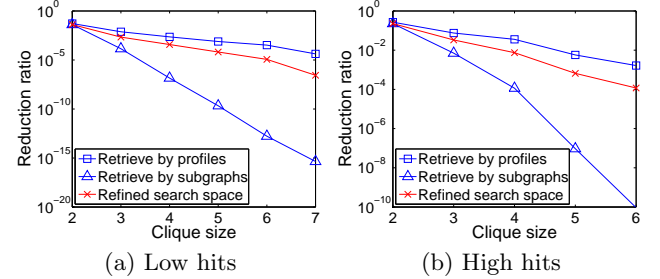 Reduction ratio
10^0
10^-5
10^-10
10^-15
10^-20
Retrieve by profiles
Retrieve by subgraphs
Refined search space
2 3 4 5 6 7
Clique size
(a) Low hits
Reduction ratio
10^0
10^-2
10^-4
10^-6
10^-8
10^-10
Retrieve by profiles
Retrieve by subgraphs
Refined search space
2 3 4 5 6
Clique size
(b) High hits